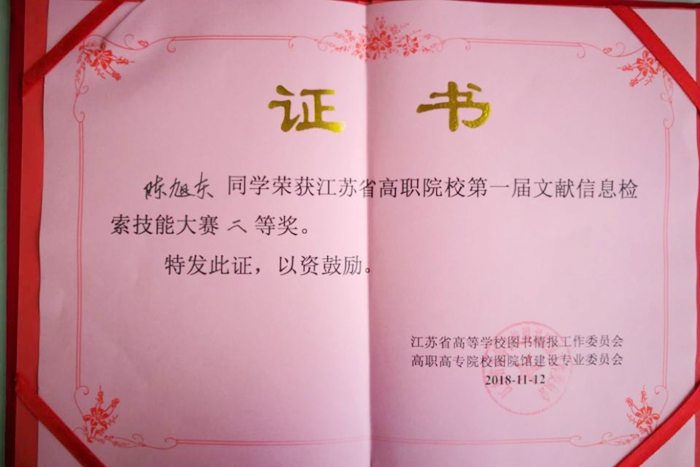 证书
陈旭东 同学荣获江苏省高职院校第一届文献信息检
索技能大赛 二 等奖。
特发此证，以资鼓励。
江苏省高等学校图书情报工作委员会
高职高专院校图院馆建设专业委员会
2018-11-12